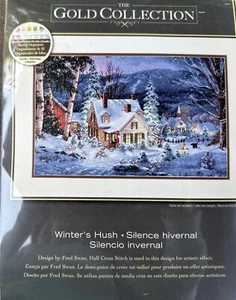 THE
GOLD COLLECTION
Winter's Hush • Silence hivernal
Silencio invernal
Design by Fred Swan. Half Cross Stitch is used in this design for artistic effect.
Conçu par Fred Swan. Le demi-point de croix est utilisé pour produire un effet artistique.
Diseño por Fred Swan. Se utiliza punto de media cruz en este diseño para efectos artísticos.